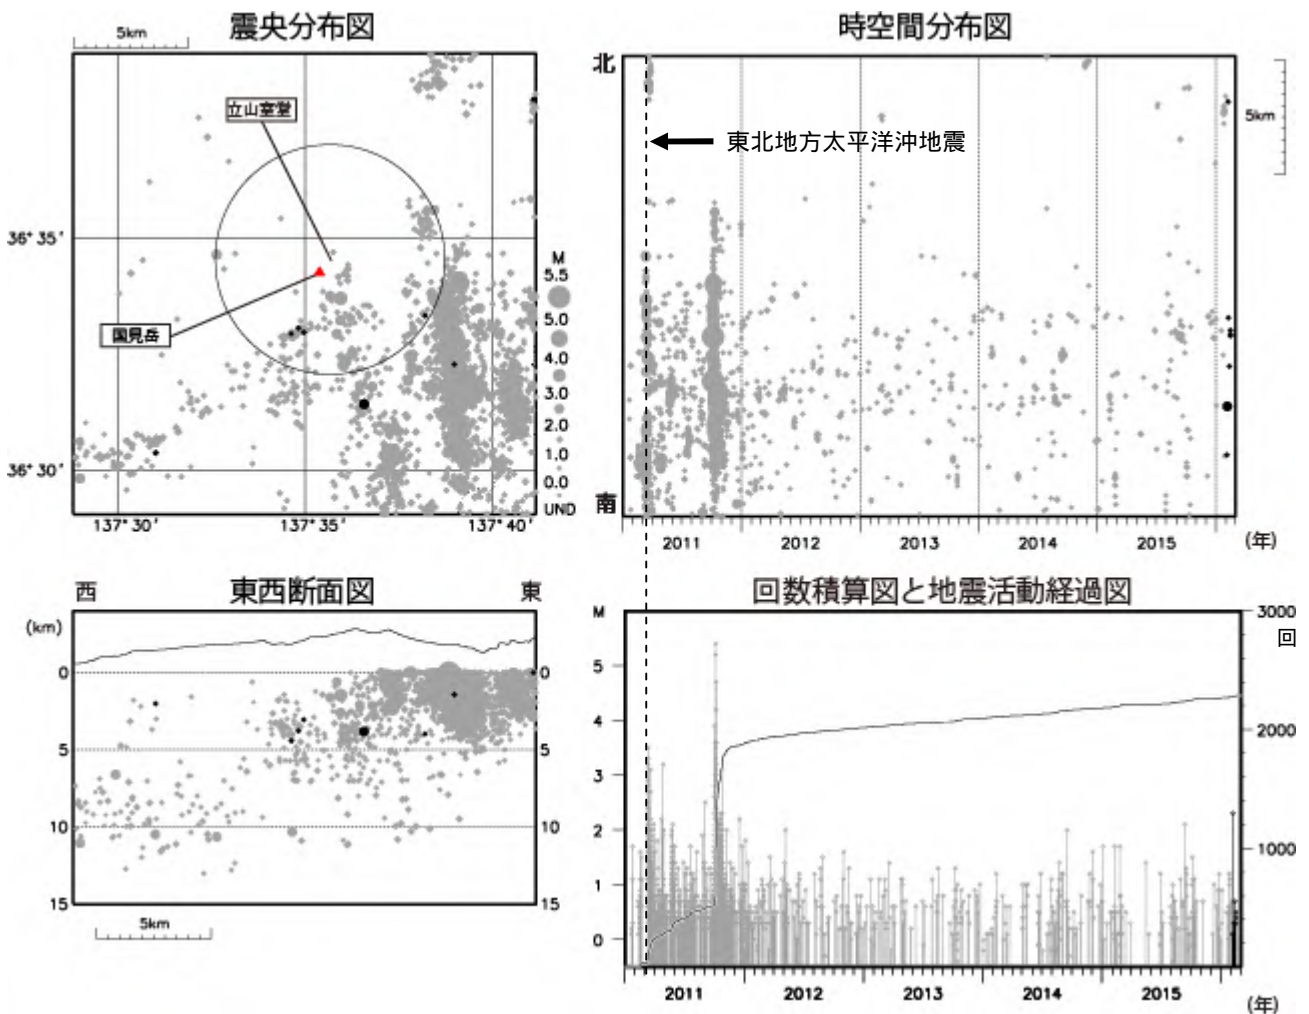 震央分布図
5km
立山室堂
国見岳
36° 35'
36° 30'
137° 30'
137° 35'
137° 40'
M
5.5
5.0
4.0
3.0
2.0
1.0
0.0
UND
時空間分布図
北
南
5km
東北地方太平洋沖地震
2011
2012
2013
2014
2015
(年)
東西断面図
西
東
(km)
0
5
10
15
0
5
10
15
5km
回数積算図と地震活動経過図
M
5
4
3
2
1
0
3000
回
2000
1000
2011
2012
2013
2014
2015
(年)